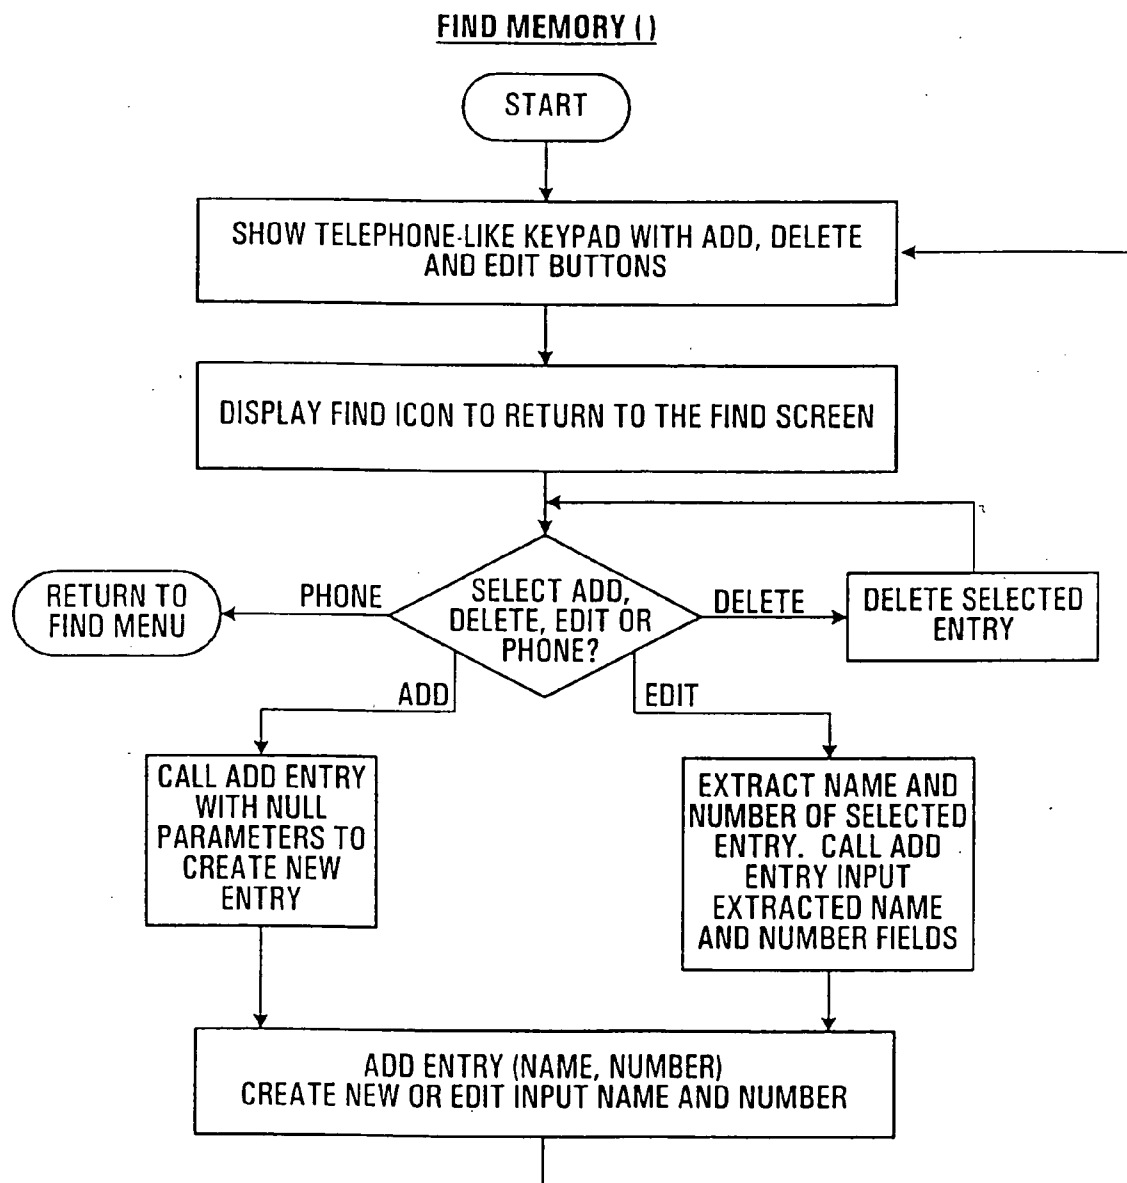 FIND MEMORY ()
START
SHOW TELEPHONE-LIKE KEYPAD WITH ADD, DELETE
AND EDIT BUTTONS
DISPLAY FIND ICON TO RETURN TO THE FIND SCREEN
SELECT ADD,
DELETE, EDIT OR
PHONE?
PHONE
RETURN TO
FIND MENU
DELETE
DELETE SELECTED
ENTRY
ADD
EDIT
CALL ADD ENTRY
WITH NULL
PARAMETERS TO
CREATE NEW
ENTRY
EXTRACT NAME AND
NUMBER OF SELECTED
ENTRY. CALL ADD
ENTRY INPUT
EXTRACTED NAME
AND NUMBER FIELDS
ADD ENTRY (NAME, NUMBER)
CREATE NEW OR EDIT INPUT NAME AND NUMBER